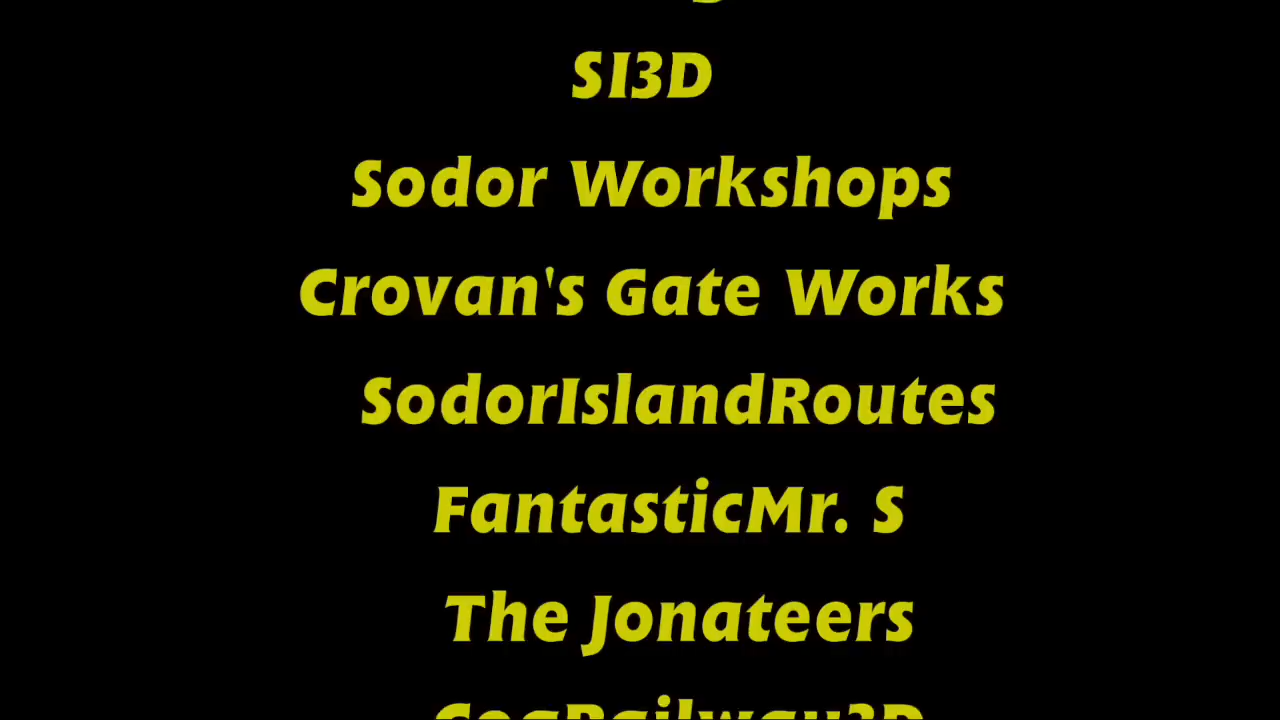 SI3D
Sodor Workshops
Crovan's Gate Works
SodorIslandRoutes
FantasticMr. S
The Jonateers